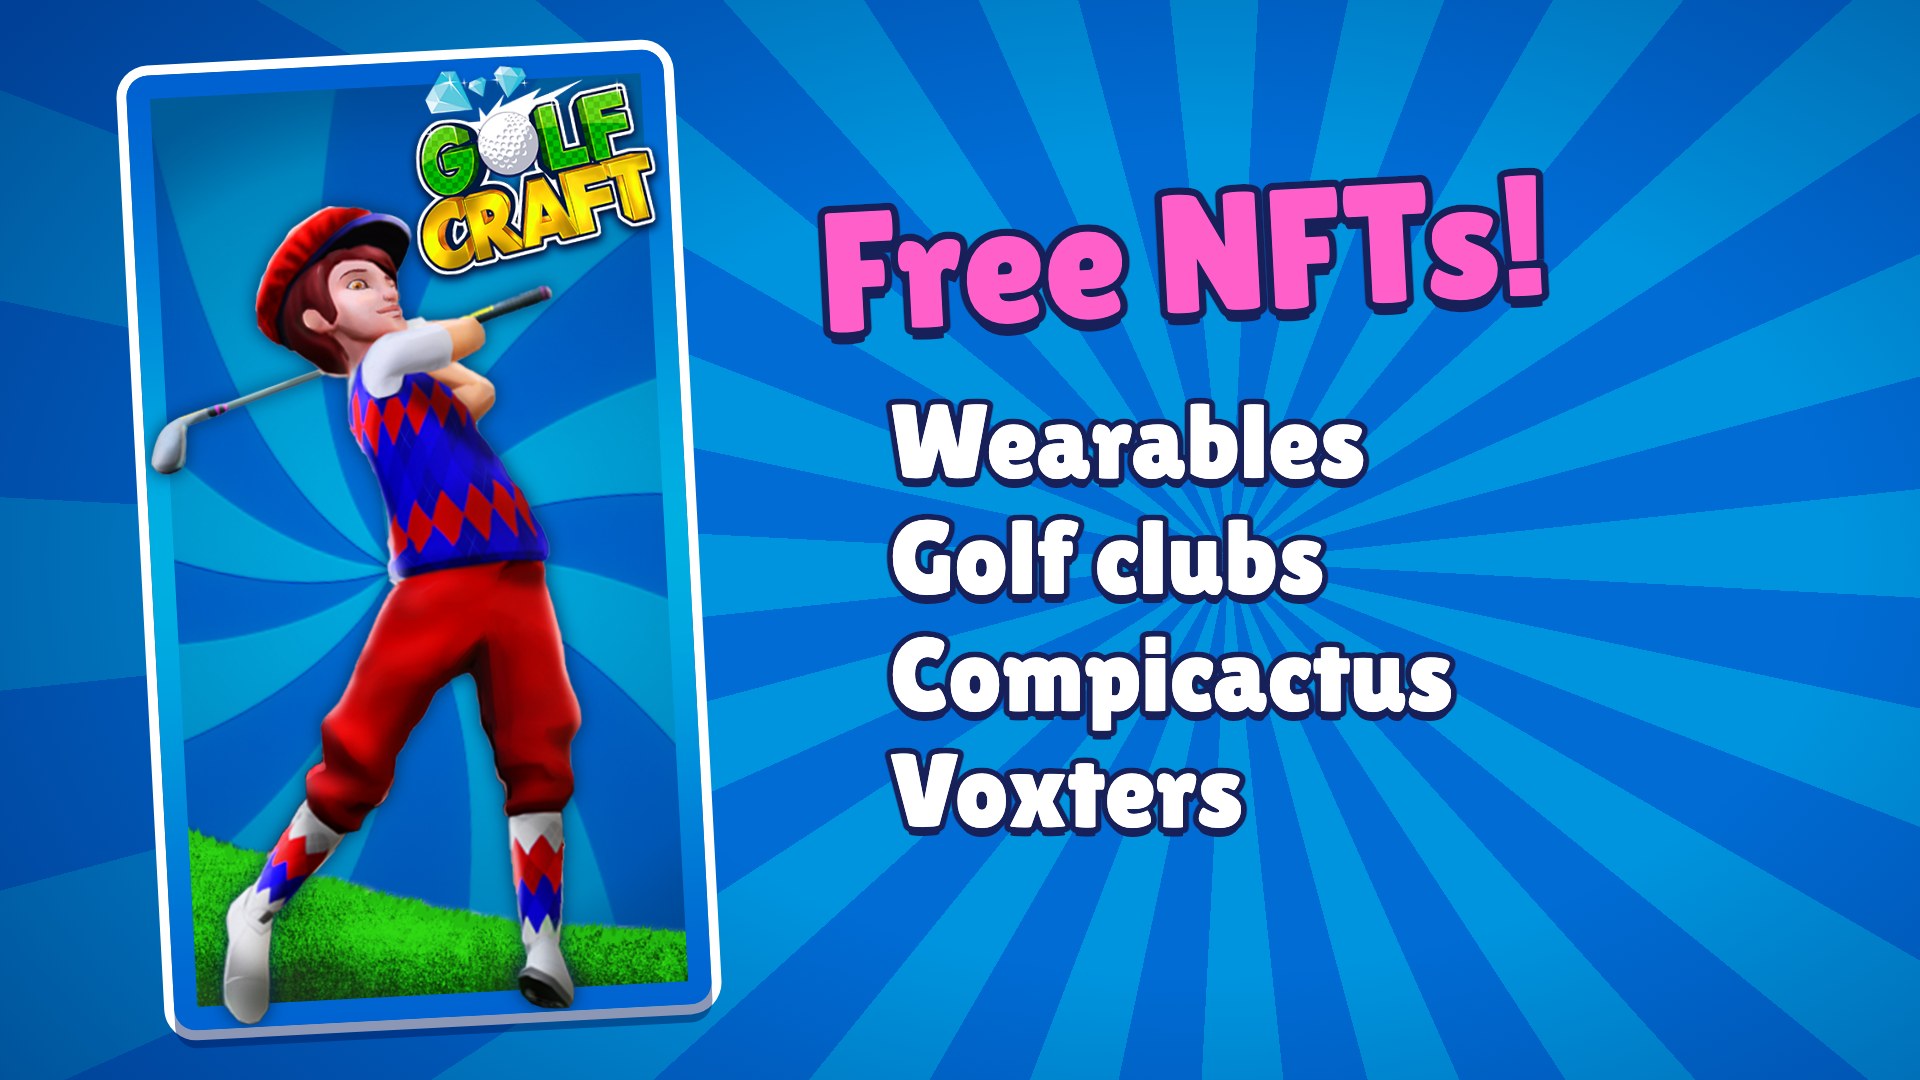 GOLF
CRAFT
Free NFTs!
Wearables
Golf clubs
Compicactus
Voxters